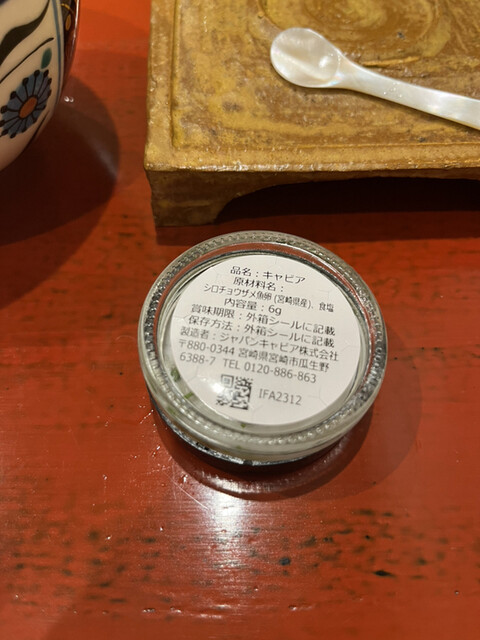 品名：キャビア
原材料名：
シロチョウザメ魚卵（宮崎県産）、食塩
内容量：6g
賞味期限：外箱シールに記載
保存方法：外箱シールに記載
製造者：ジャパンキャビア株式会社
〒880-0344 宮崎県宮崎市瓜生野
6388-7 TEL 0120-886-863
IFA2312